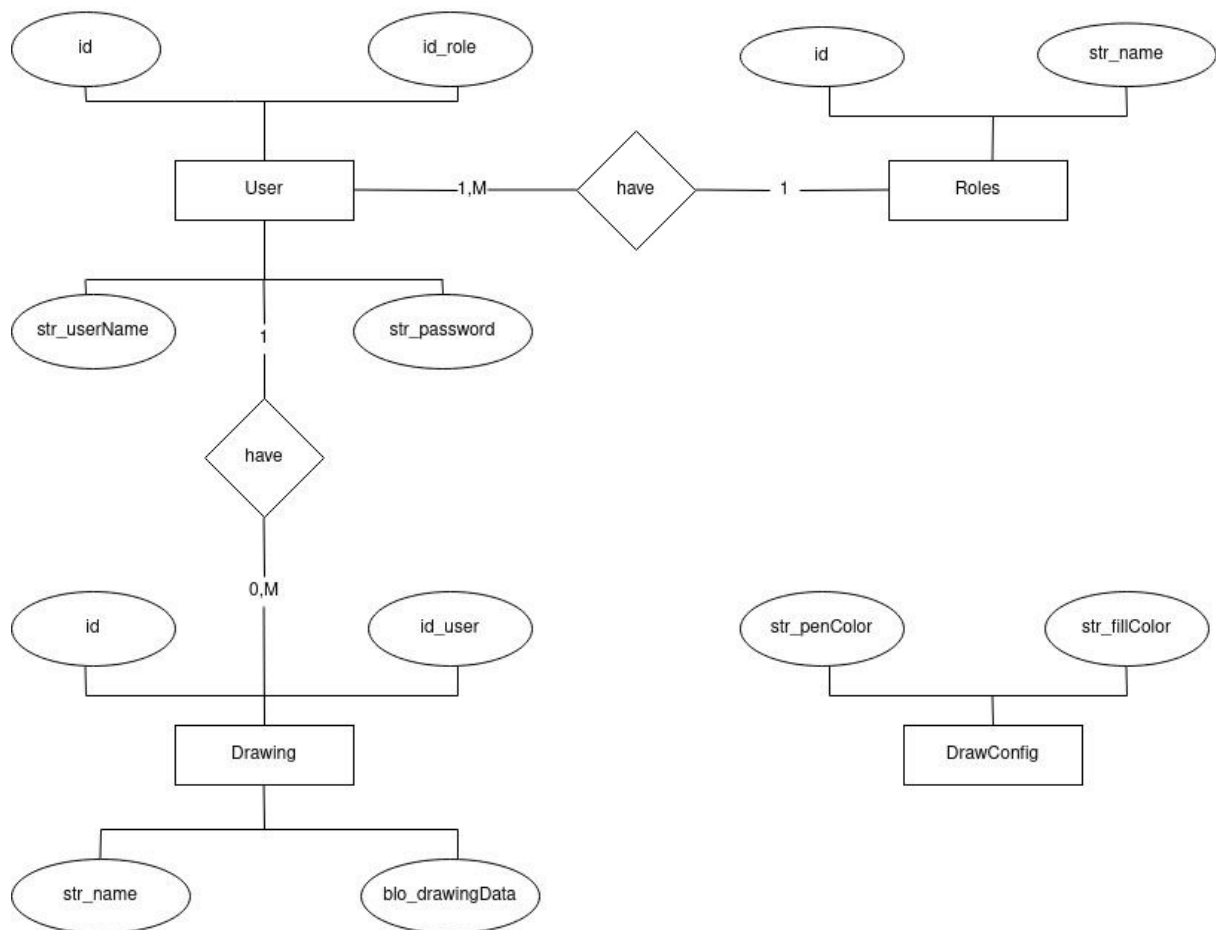 id
id_role
id
str_name
User
1,M
have
1
Roles
str_userName
1
str_password
have
0,M
id
id_user
str_penColor
str_fillColor
Drawing
DrawConfig
str_name
blo_drawingData